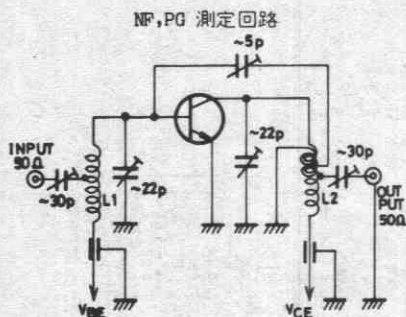 NF,PG 測定回路
~5p
INPUT
50Ω
~30p
L1
~22p
~22p
L2
~30p
OUT
PUT
50Ω
VBE
VCE